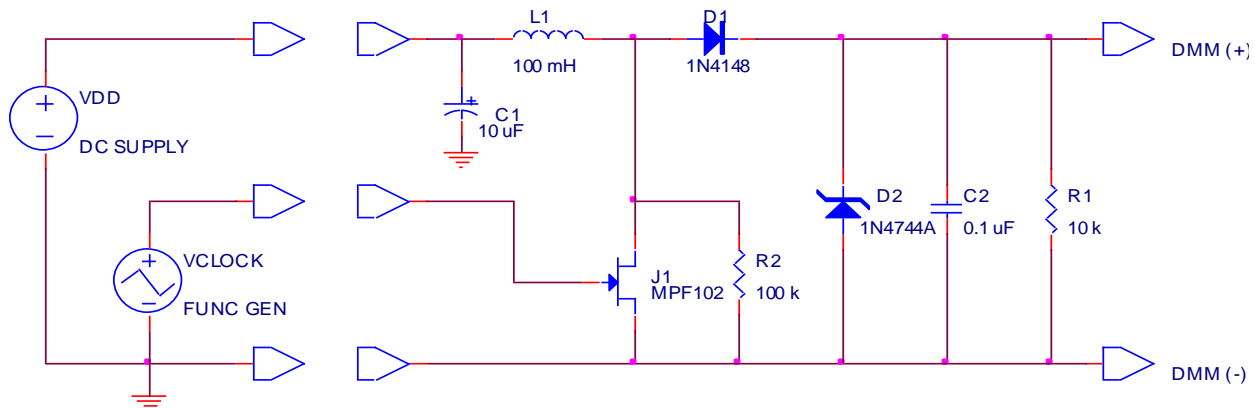 L1
100 mH
D1
1N4148
DMM (+)
VDD
DC SUPPLY
C1
10 uF
D2
1N4744A
C2
0.1 uF
R1
10 k
VCLOCK
FUNC GEN
J1
MPF102
R2
100 k
DMM (-)